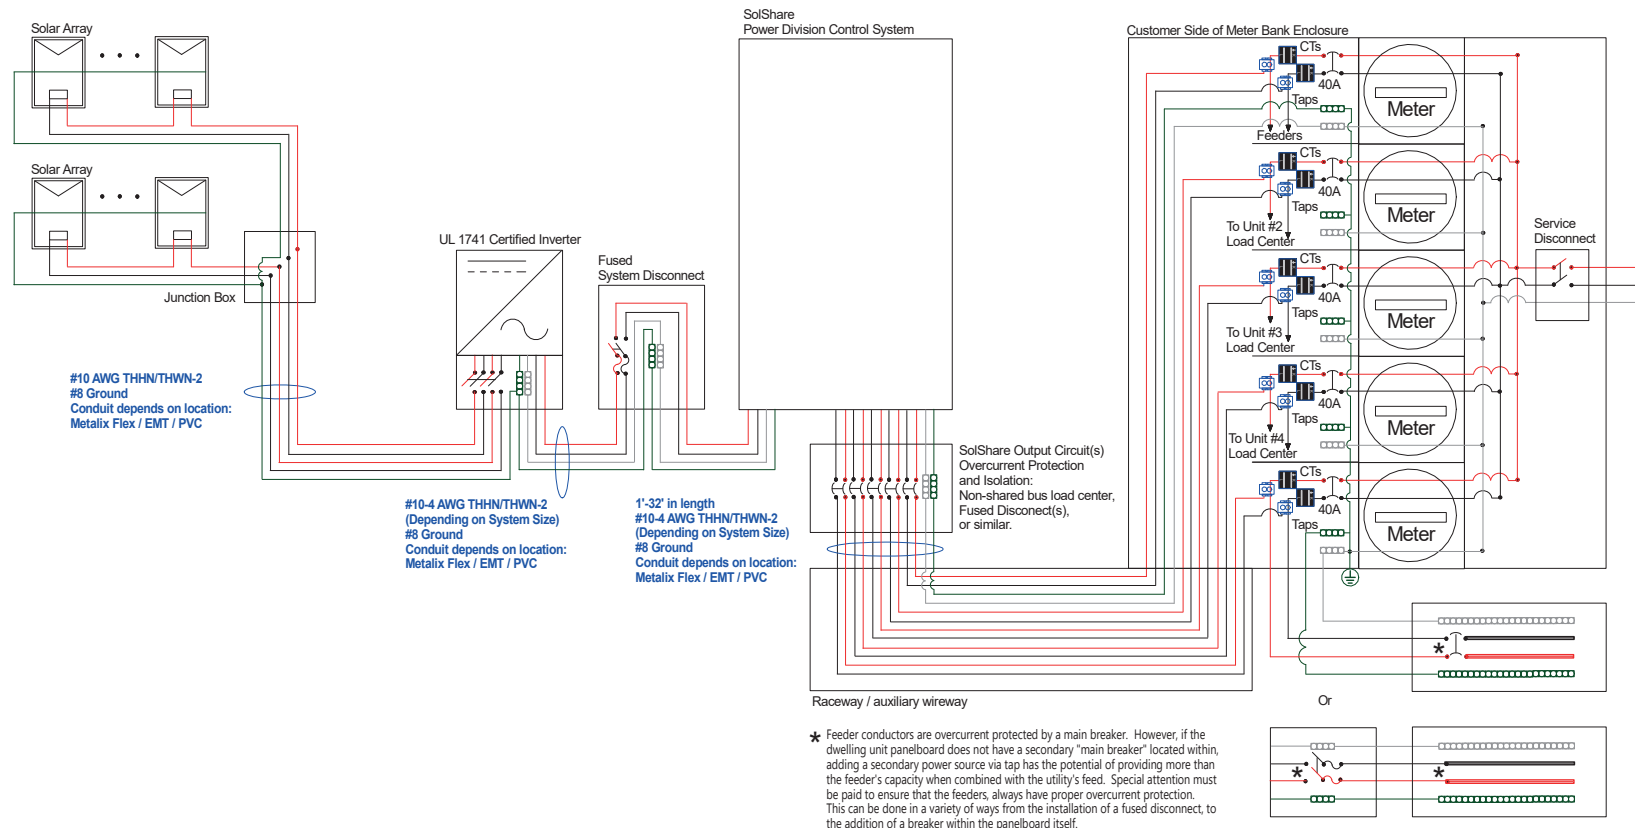 Solar Array
Solar Array
Junction Box
#10 AWG THHN/THWN-2
#8 Ground
Conduit depends on location:
Metalix Flex / EMT / PVC
UL 1741 Certified Inverter
Fused
System Disconnect
#10-4 AWG THHN/THWN-2
(Depending on System Size)
#8 Ground
Conduit depends on location:
Metalix Flex / EMT / PVC
1'-32' in length
#10-4 AWG THHN/THWN-2
(Depending on System Size)
#8 Ground
Conduit depends on location:
Metalix Flex / EMT / PVC
SolShare
Power Division Control System
SolShare Output Circuit(s)
Overcurrent Protection
and Isolation:
Non-shared bus load center,
Fused Disconect(s),
or similar.
Raceway / auxiliary wireway
Customer Side of Meter Bank Enclosure
CTs
40A
Taps
Feeders
Meter
CTs
40A
Taps
To Unit #2
Load Center
Meter
CTs
40A
Taps
To Unit #3
Load Center
Meter
CTs
40A
Taps
To Unit #4
Load Center
Meter
CTs
40A
Taps
Meter
Service
Disconnect
*
Or
*
*
* Feeder conductors are overcurrent protected by a main breaker. However, if the
dwelling unit panelboard does not have a secondary "main breaker" located within,
adding a secondary power source via tap has the potential of providing more than
the feeder's capacity when combined with the utility's feed. Special attention must
be paid to ensure that the feeders, always have proper overcurrent protection.
This can be done in a variety of ways from the installation of a fused disconnect, to
the addition of a breaker within the panelboard itself.